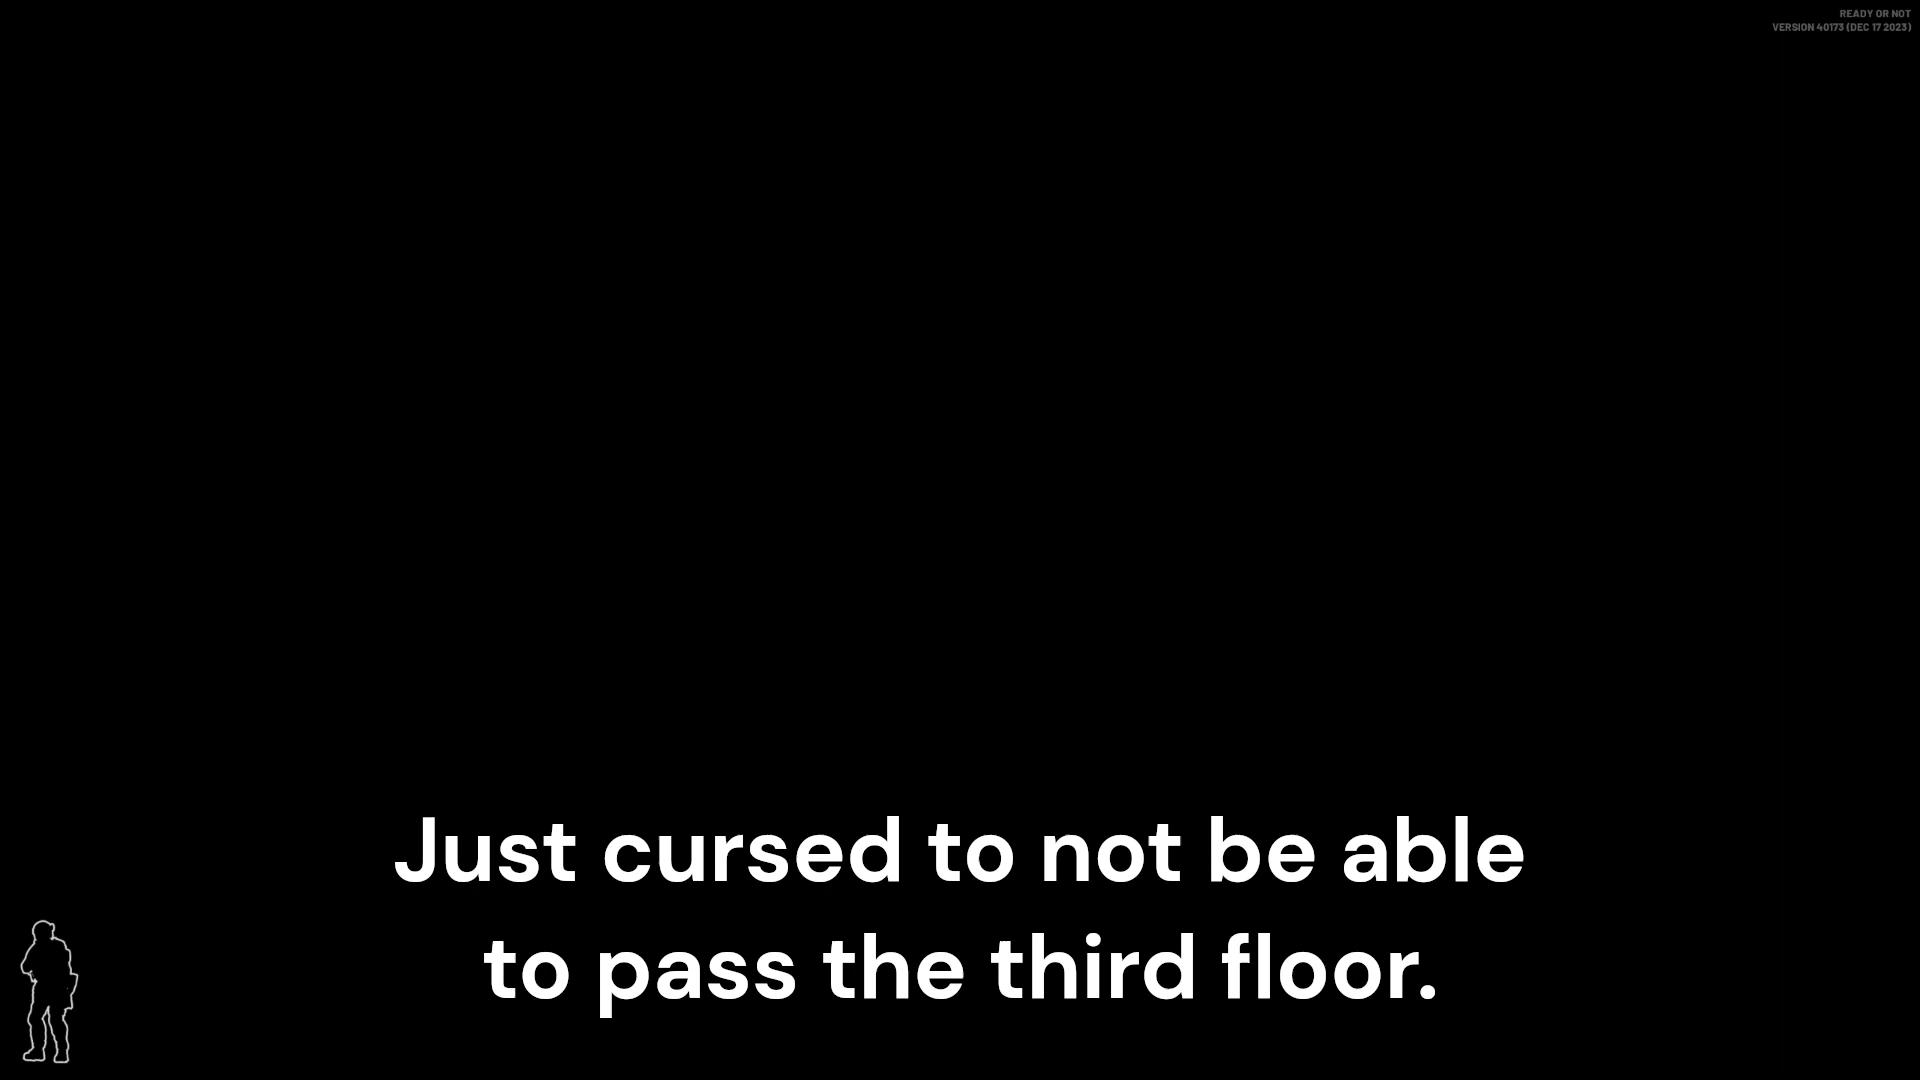 READY OR NOT
VERSION 40173 (DEC 17 2023)
Just cursed to not be able
to pass the third floor.